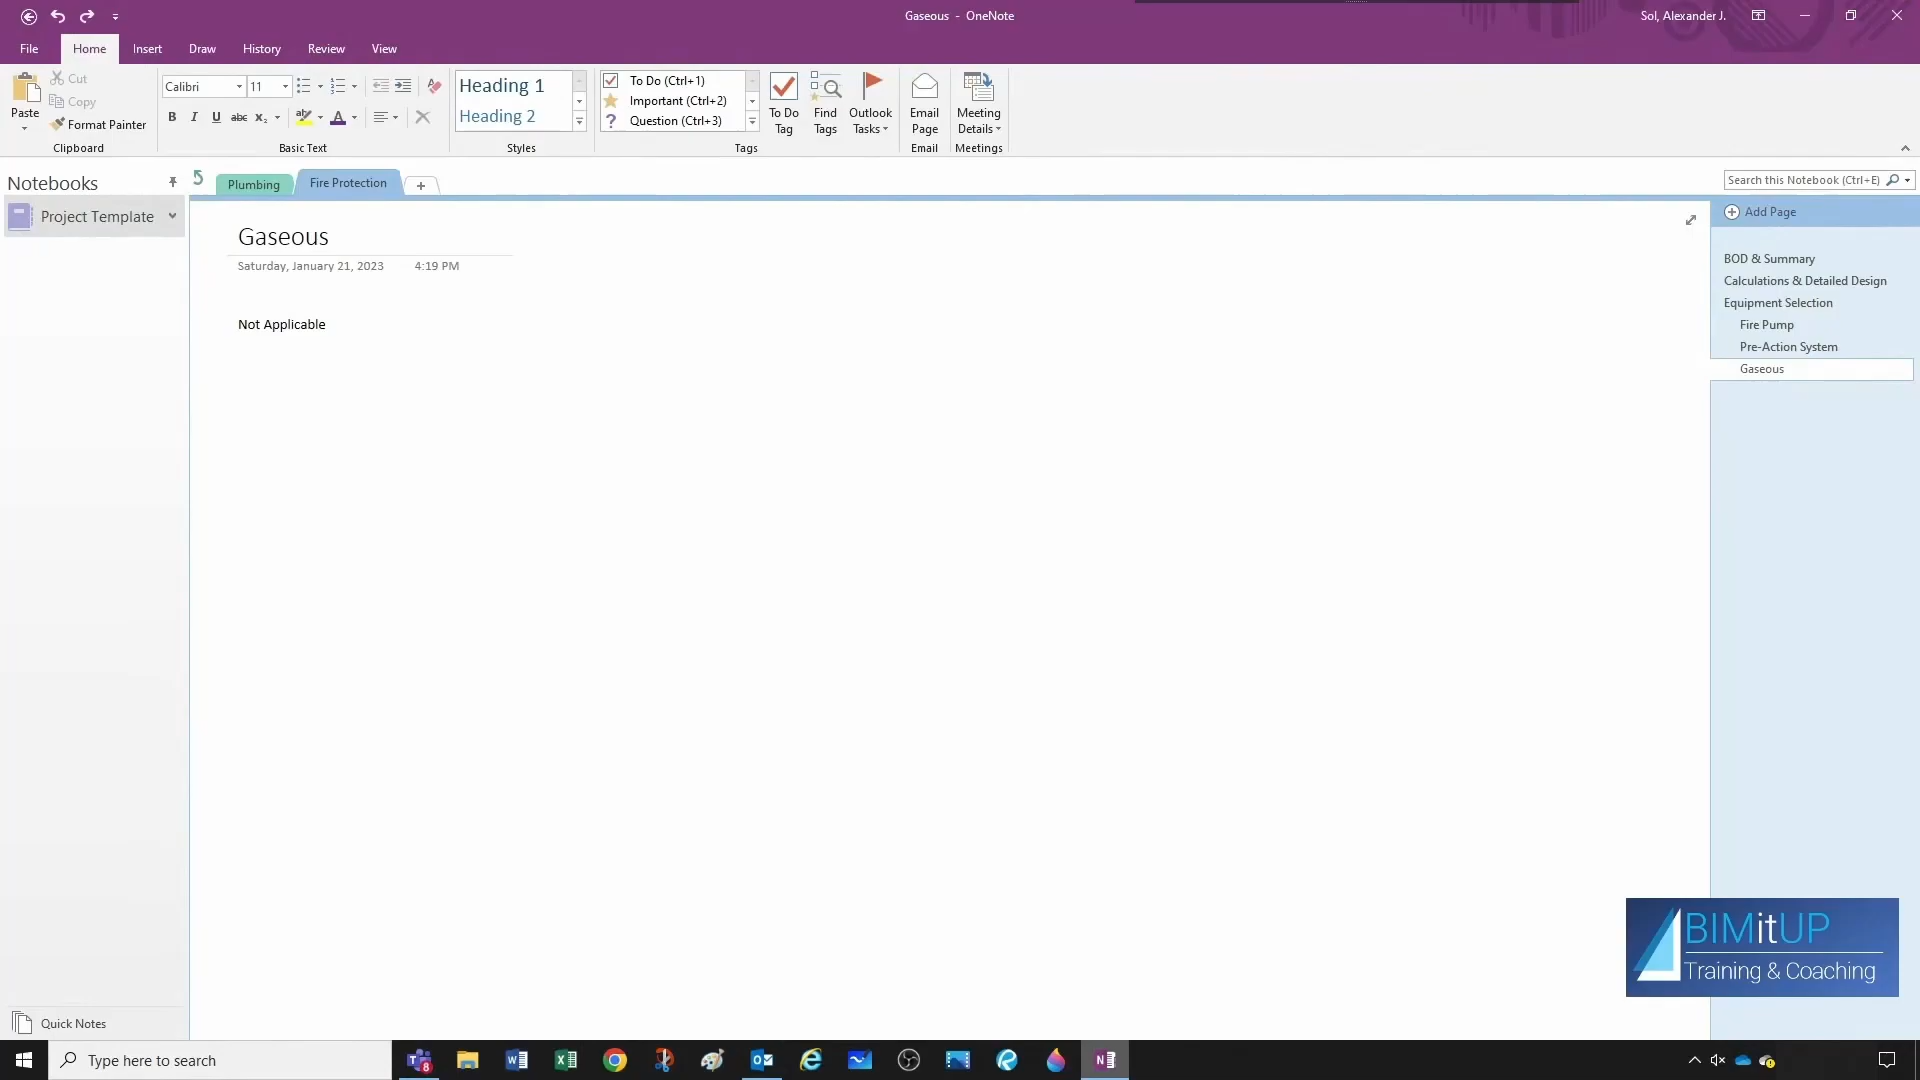 Gaseous - OneNote
Sol, Alexander J.
File Home Insert Draw History Review View
Paste
Cut
Copy
Format Painter
Clipboard
Calibri 11
B I U abc X₂
Basic Text
Heading 1
Heading 2
Styles
To Do (Ctrl+1)
Important (Ctrl+2)
Question (Ctrl+3)
To Do
Tag
Find
Tags
Outlook
Tasks
Tags
Email
Page
Email
Meeting
Details
Meetings
Notebooks
Plumbing
Fire Protection
Search this Notebook (Ctrl+E)
Project Template
Gaseous
Saturday, January 21, 2023 4:19 PM
Not Applicable
Add Page
BOD & Summary
Calculations & Detailed Design
Equipment Selection
Fire Pump
Pre-Action System
Gaseous
BIMitUP
Training & Coaching
Quick Notes
Type here to search
8